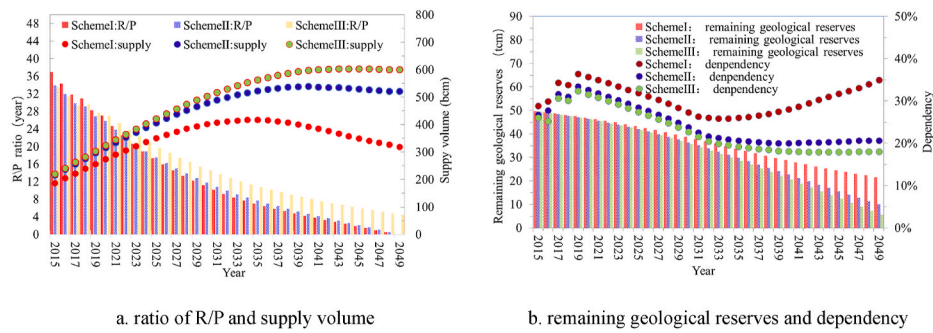 SchemeI:R/P SchemeII:R/P SchemeIII:R/P
SchemeI:supply SchemeII:supply SchemeIII:supply
48
44
40
36
32
28
24
20
16
12
8
4
0
R/P ratio (year)
800
700
600
500
400
300
200
100
0
Suppy volume (bcm)
2015 2017 2019 2021 2023 2025 2027 2029 2031 2033 2035 2037 2039 2041 2043 2045 2047 2049
Year
a. ratio of R/P and supply volume
SchemeI: remaining geological reserves
SchemeII: remaining geological reserves
SchemeIII: remaining geological reserves
SchemeI: denpendency
SchemeII: denpendency
SchemeIII: denpendency
90
80
70
60
50
40
30
20
10
0
Remaining geological reserves (tcm)
50%
40%
30%
20%
10%
0%
Dependency
2015 2017 2019 2021 2023 2025 2027 2029 2031 2033 2035 2037 2039 2041 2043 2045 2047 2049
Year
b. remaining geological reserves and dependency